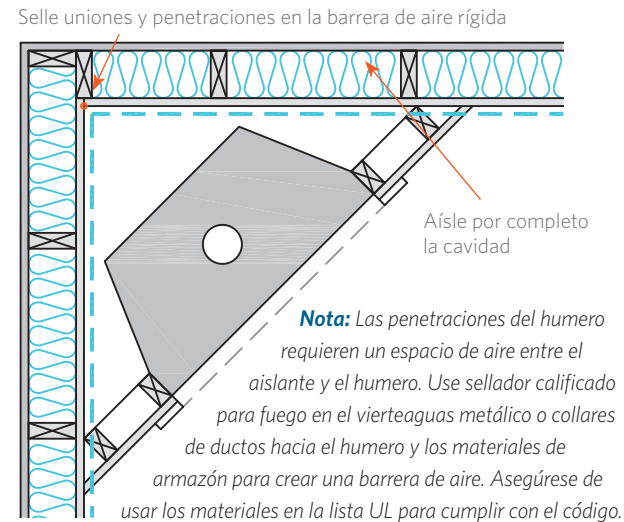 Selle uniones y penetraciones en la barrera de aire rígida
Aísle por completo
la cavidad
Nota: Las penetraciones del humero
requieren un espacio de aire entre el
aislante y el humero. Use sellador calificado
para fuego en el vierteaguas metálico o collares
de ductos hacia el humero y los materiales de
armazón para crear una barrera de aire. Asegúrese de
usar los materiales en la lista UL para cumplir con el código.